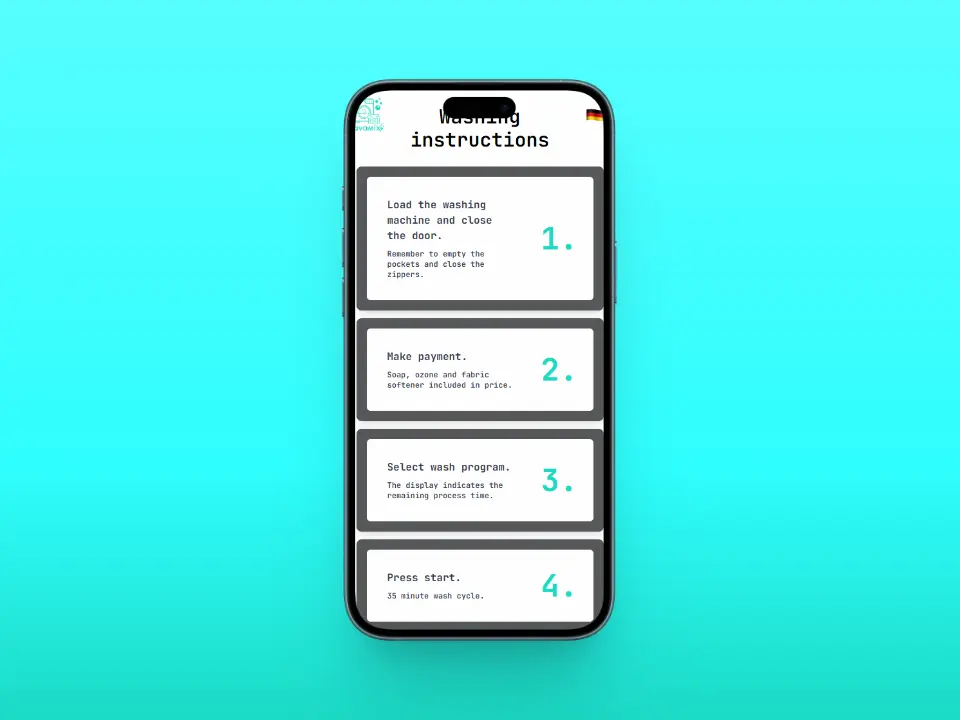 Washing
instructions
Load the washing
machine and close
the door.
Remember to empty the
pockets and close the
zippers.
1.
Make payment.
Soap, ozone and fabric
softener included in price.
2.
Select wash program.
The display indicates the
remaining process time.
3.
Press start.
35 minute wash cycle.
4.